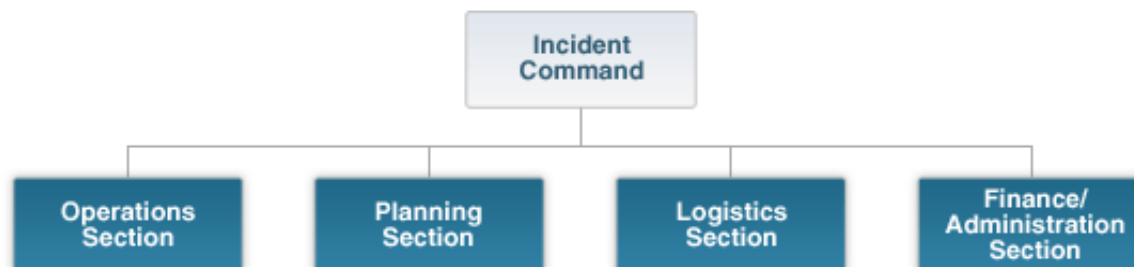 Incident
Command
Operations
Section
Planning
Section
Logistics
Section
Finance/
Administration
Section